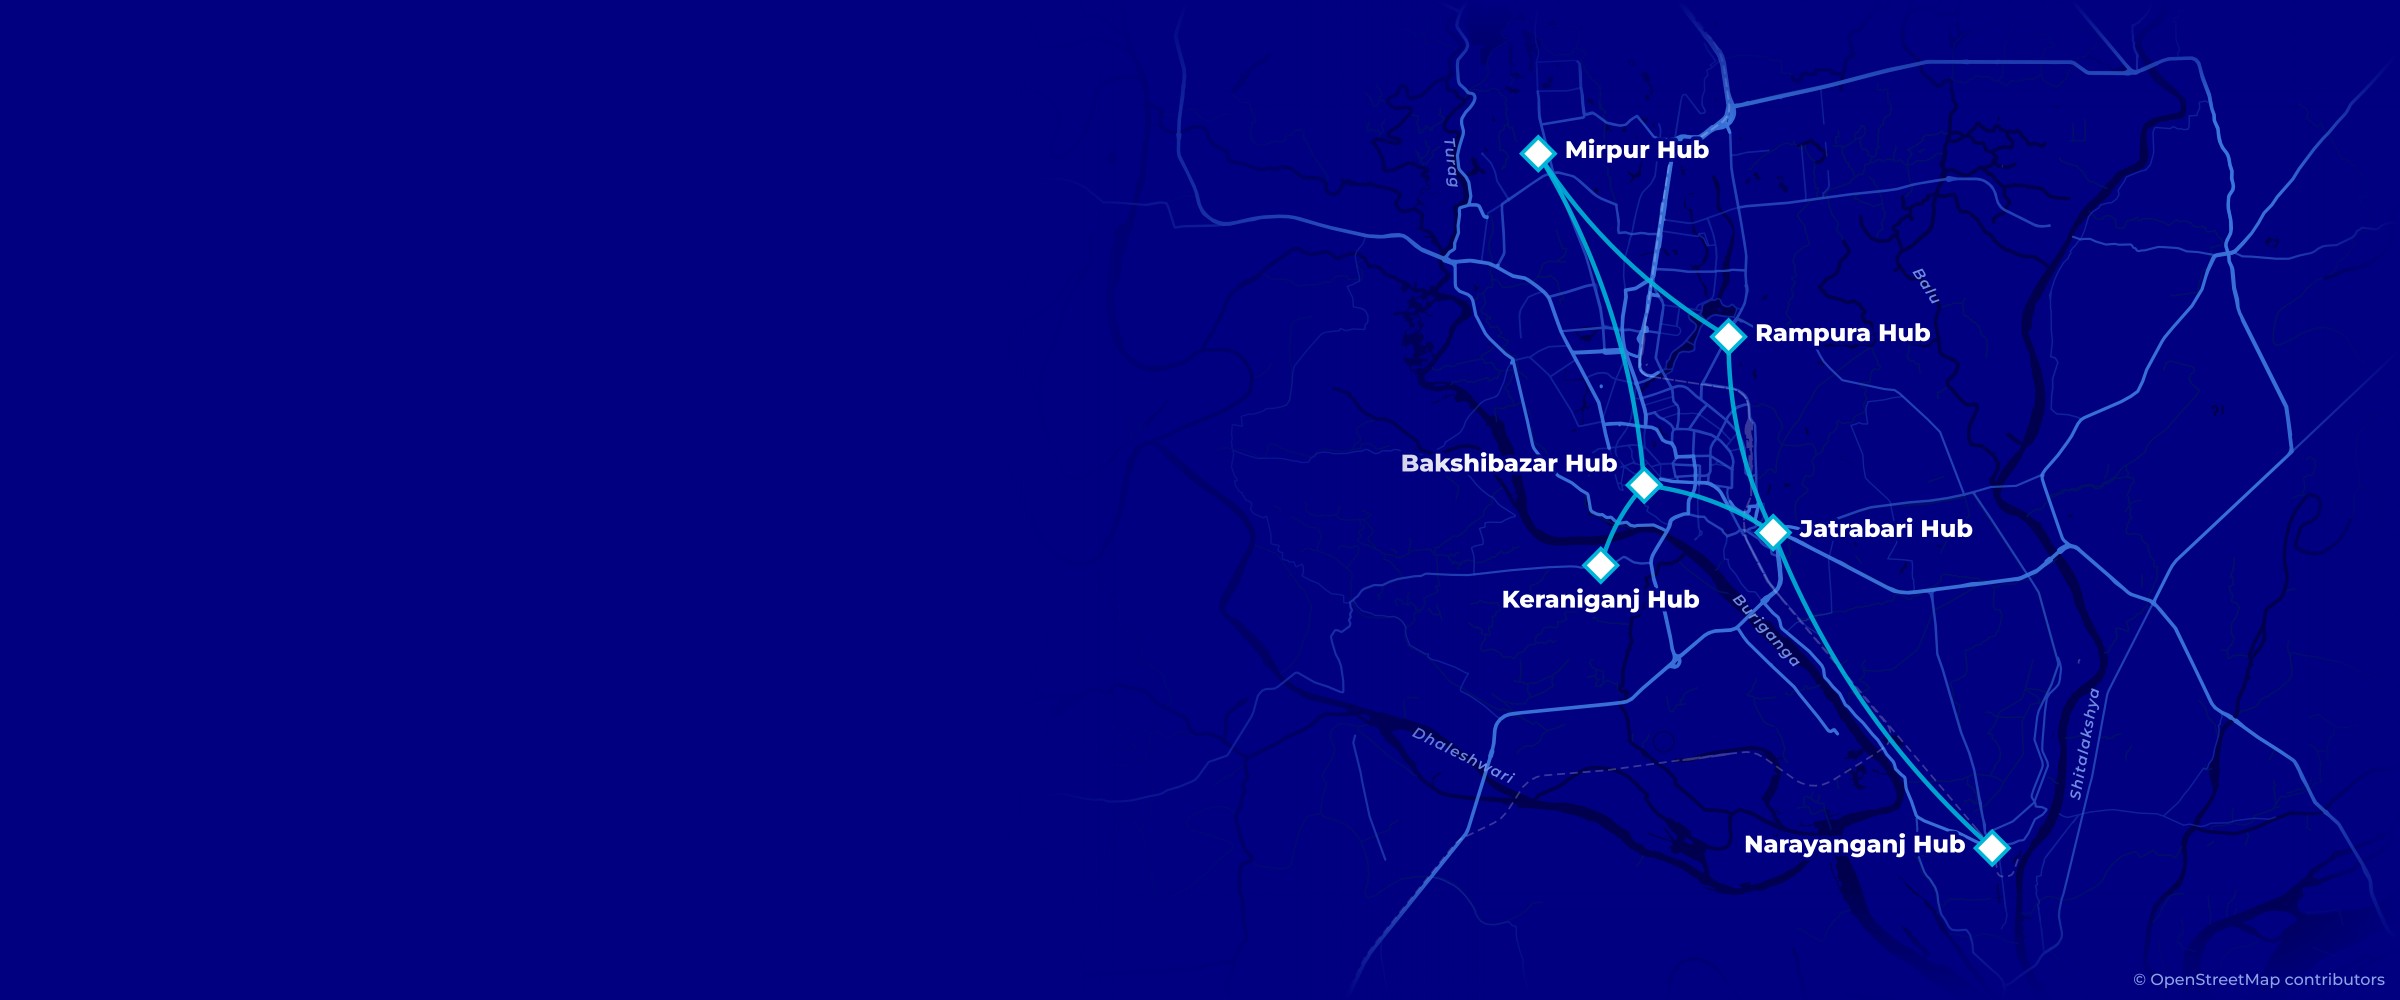 Mirpur Hub
Turag
Balu
Rampura Hub
Bakshibazar Hub
Jatrabari Hub
Keraniganj Hub
Buriganga
Dhaleshwari
Shitalakshya
Narayanganj Hub
© OpenStreetMap contributors